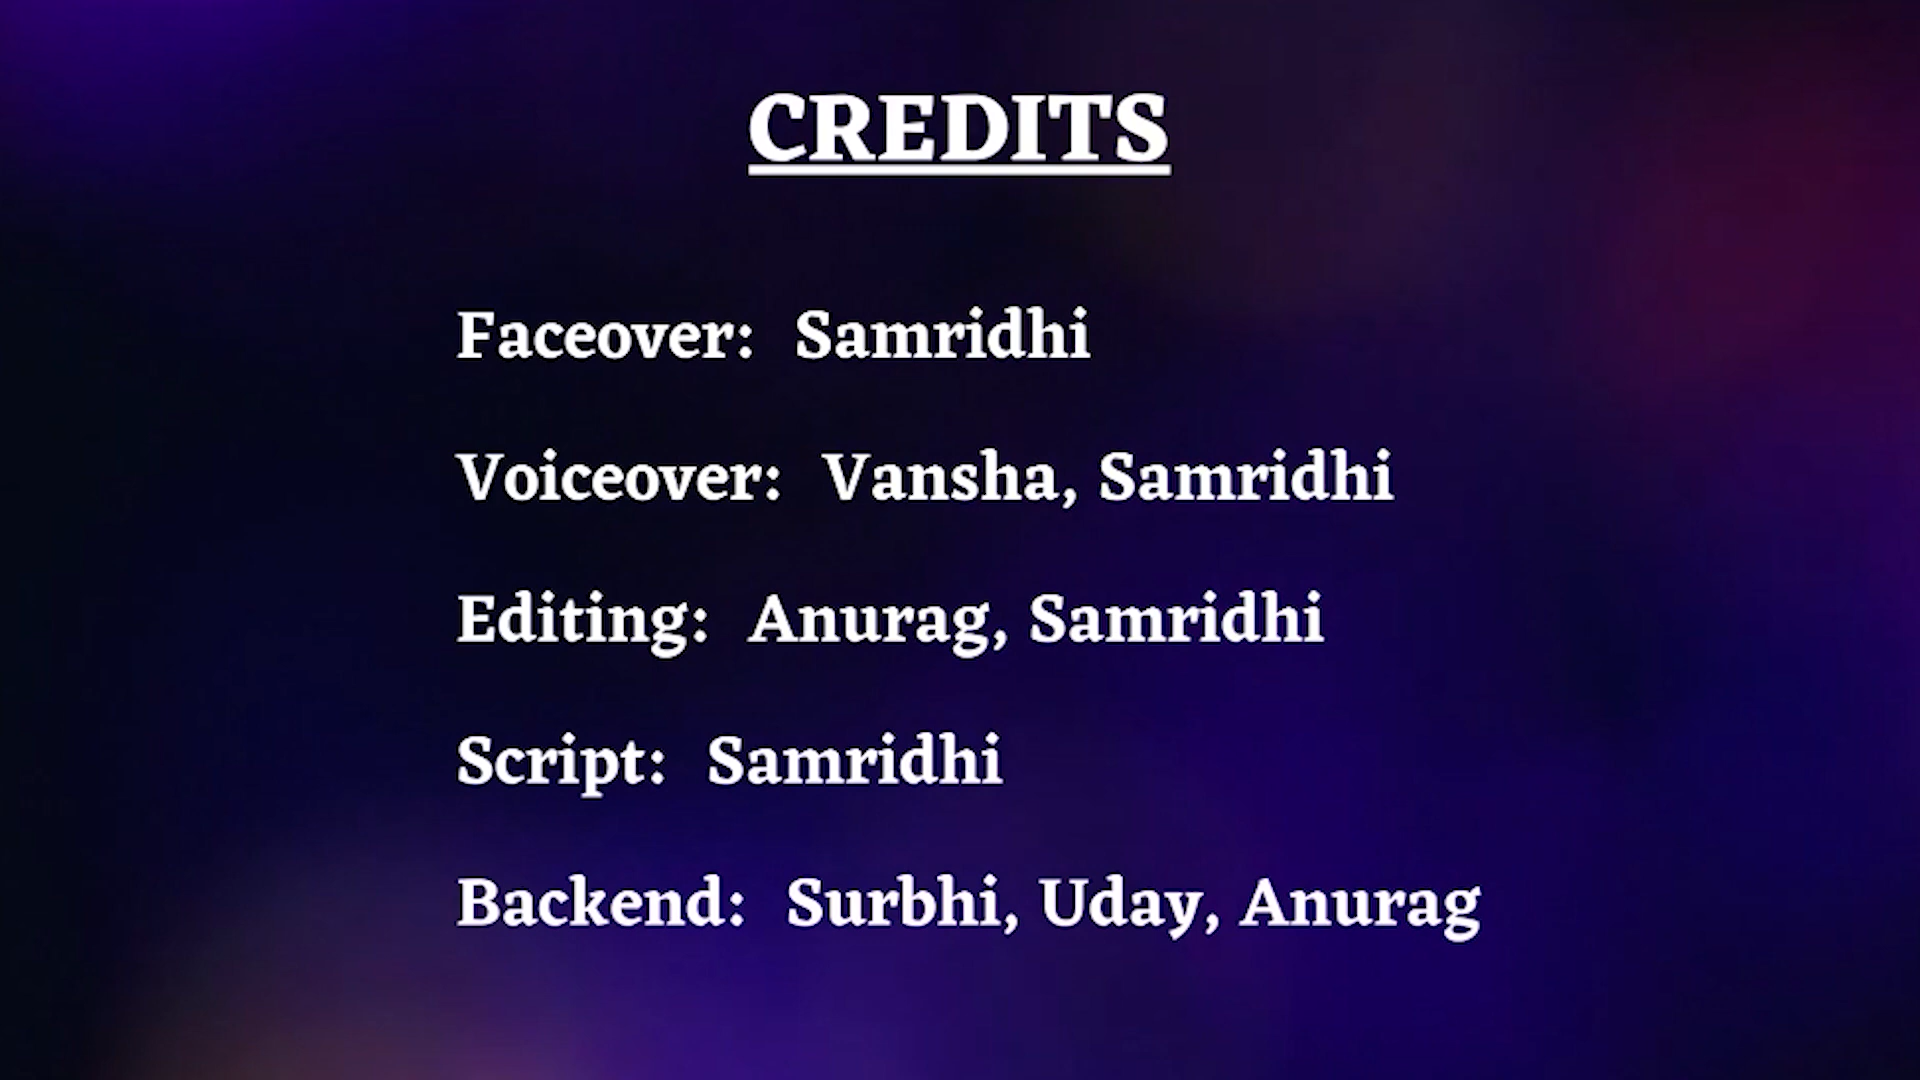 CREDITS
Faceover: Samridhi
Voiceover: Vansha, Samridhi
Editing: Anurag, Samridhi
Script: Samridhi
Backend: Surbhi, Uday, Anurag